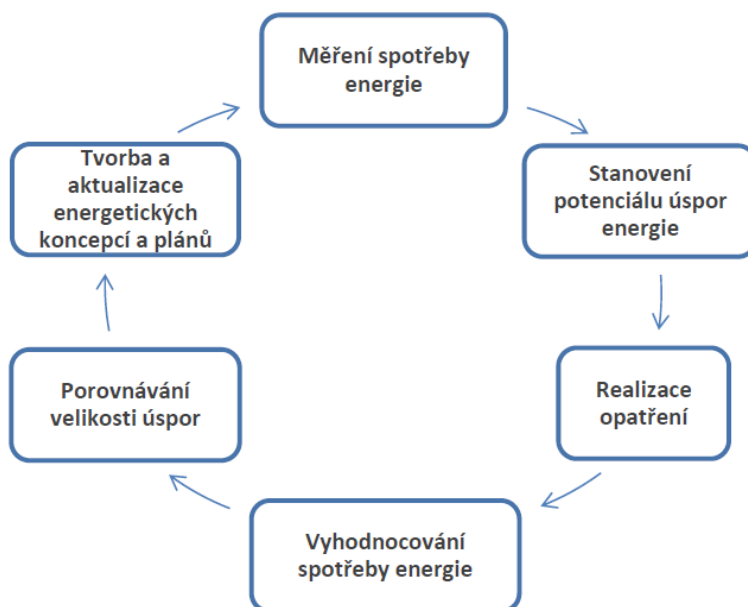 Měření spotřeby
energie
Stanovení
potenciálu úspor
energie
Realizace
opatření
Vyhodnocování
spotřeby energie
Porovnávání
velikosti úspor
Tvorba a
aktualizace
energetických
koncepcí a plánů